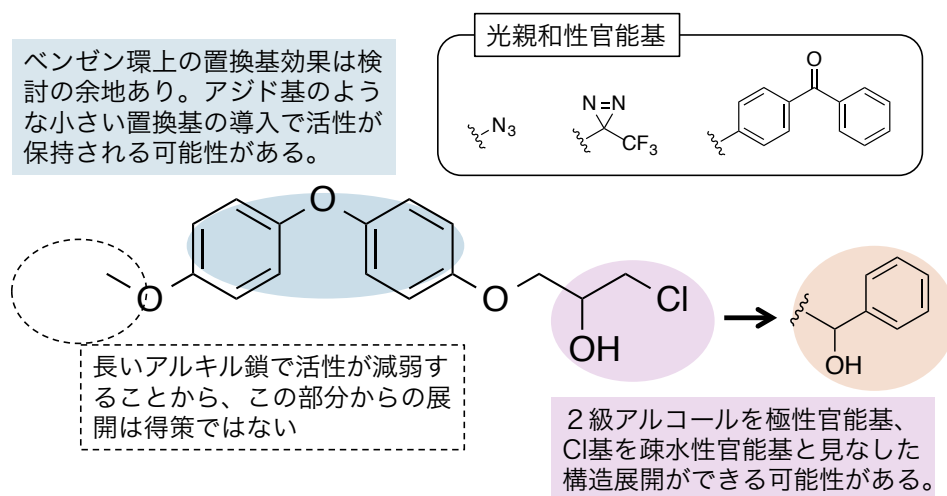 ベンゼン環上の置換基効果は検
討の余地あり。アジド基のよう
な小さい置換基の導入で活性が
保持される可能性がある。
光親和性官能基
N3
N=N
CF3
O
O
O
O
Cl
OH
OH
長いアルキル鎖で活性が減弱す
ることから、この部分からの展
開は得策ではない
２級アルコールを極性官能基、
Cl基を疎水性官能基と見なした
構造展開ができる可能性がある。